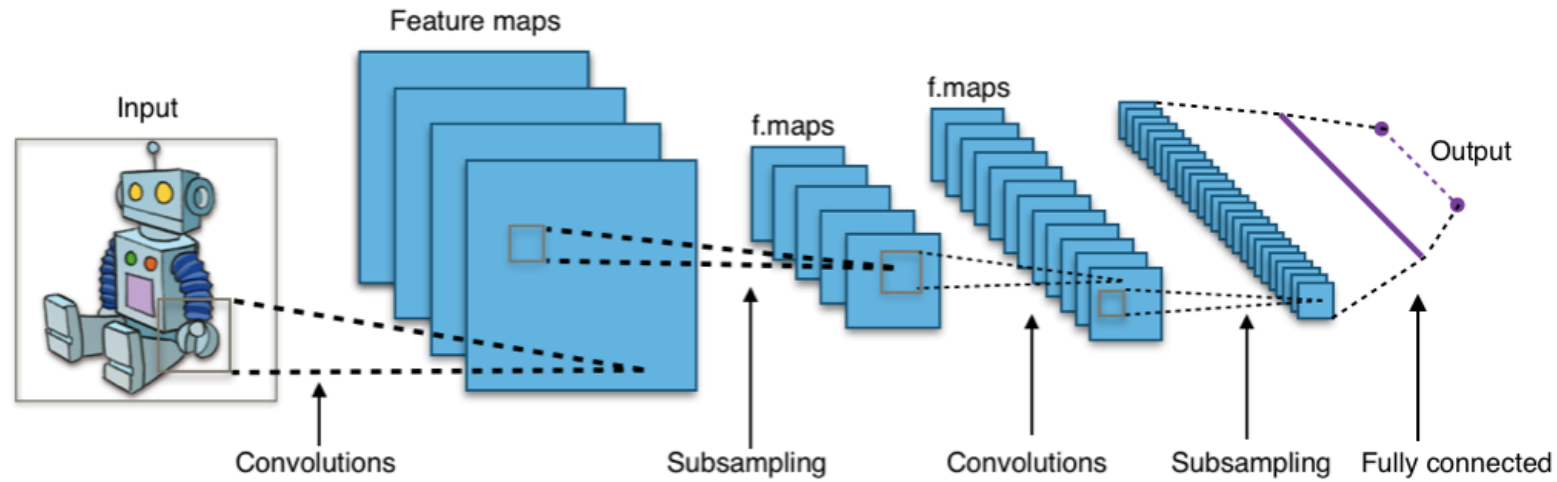 Feature maps
Input
f.maps
f.maps
Output
Convolutions
Subsampling
Convolutions
Subsampling
Fully connected